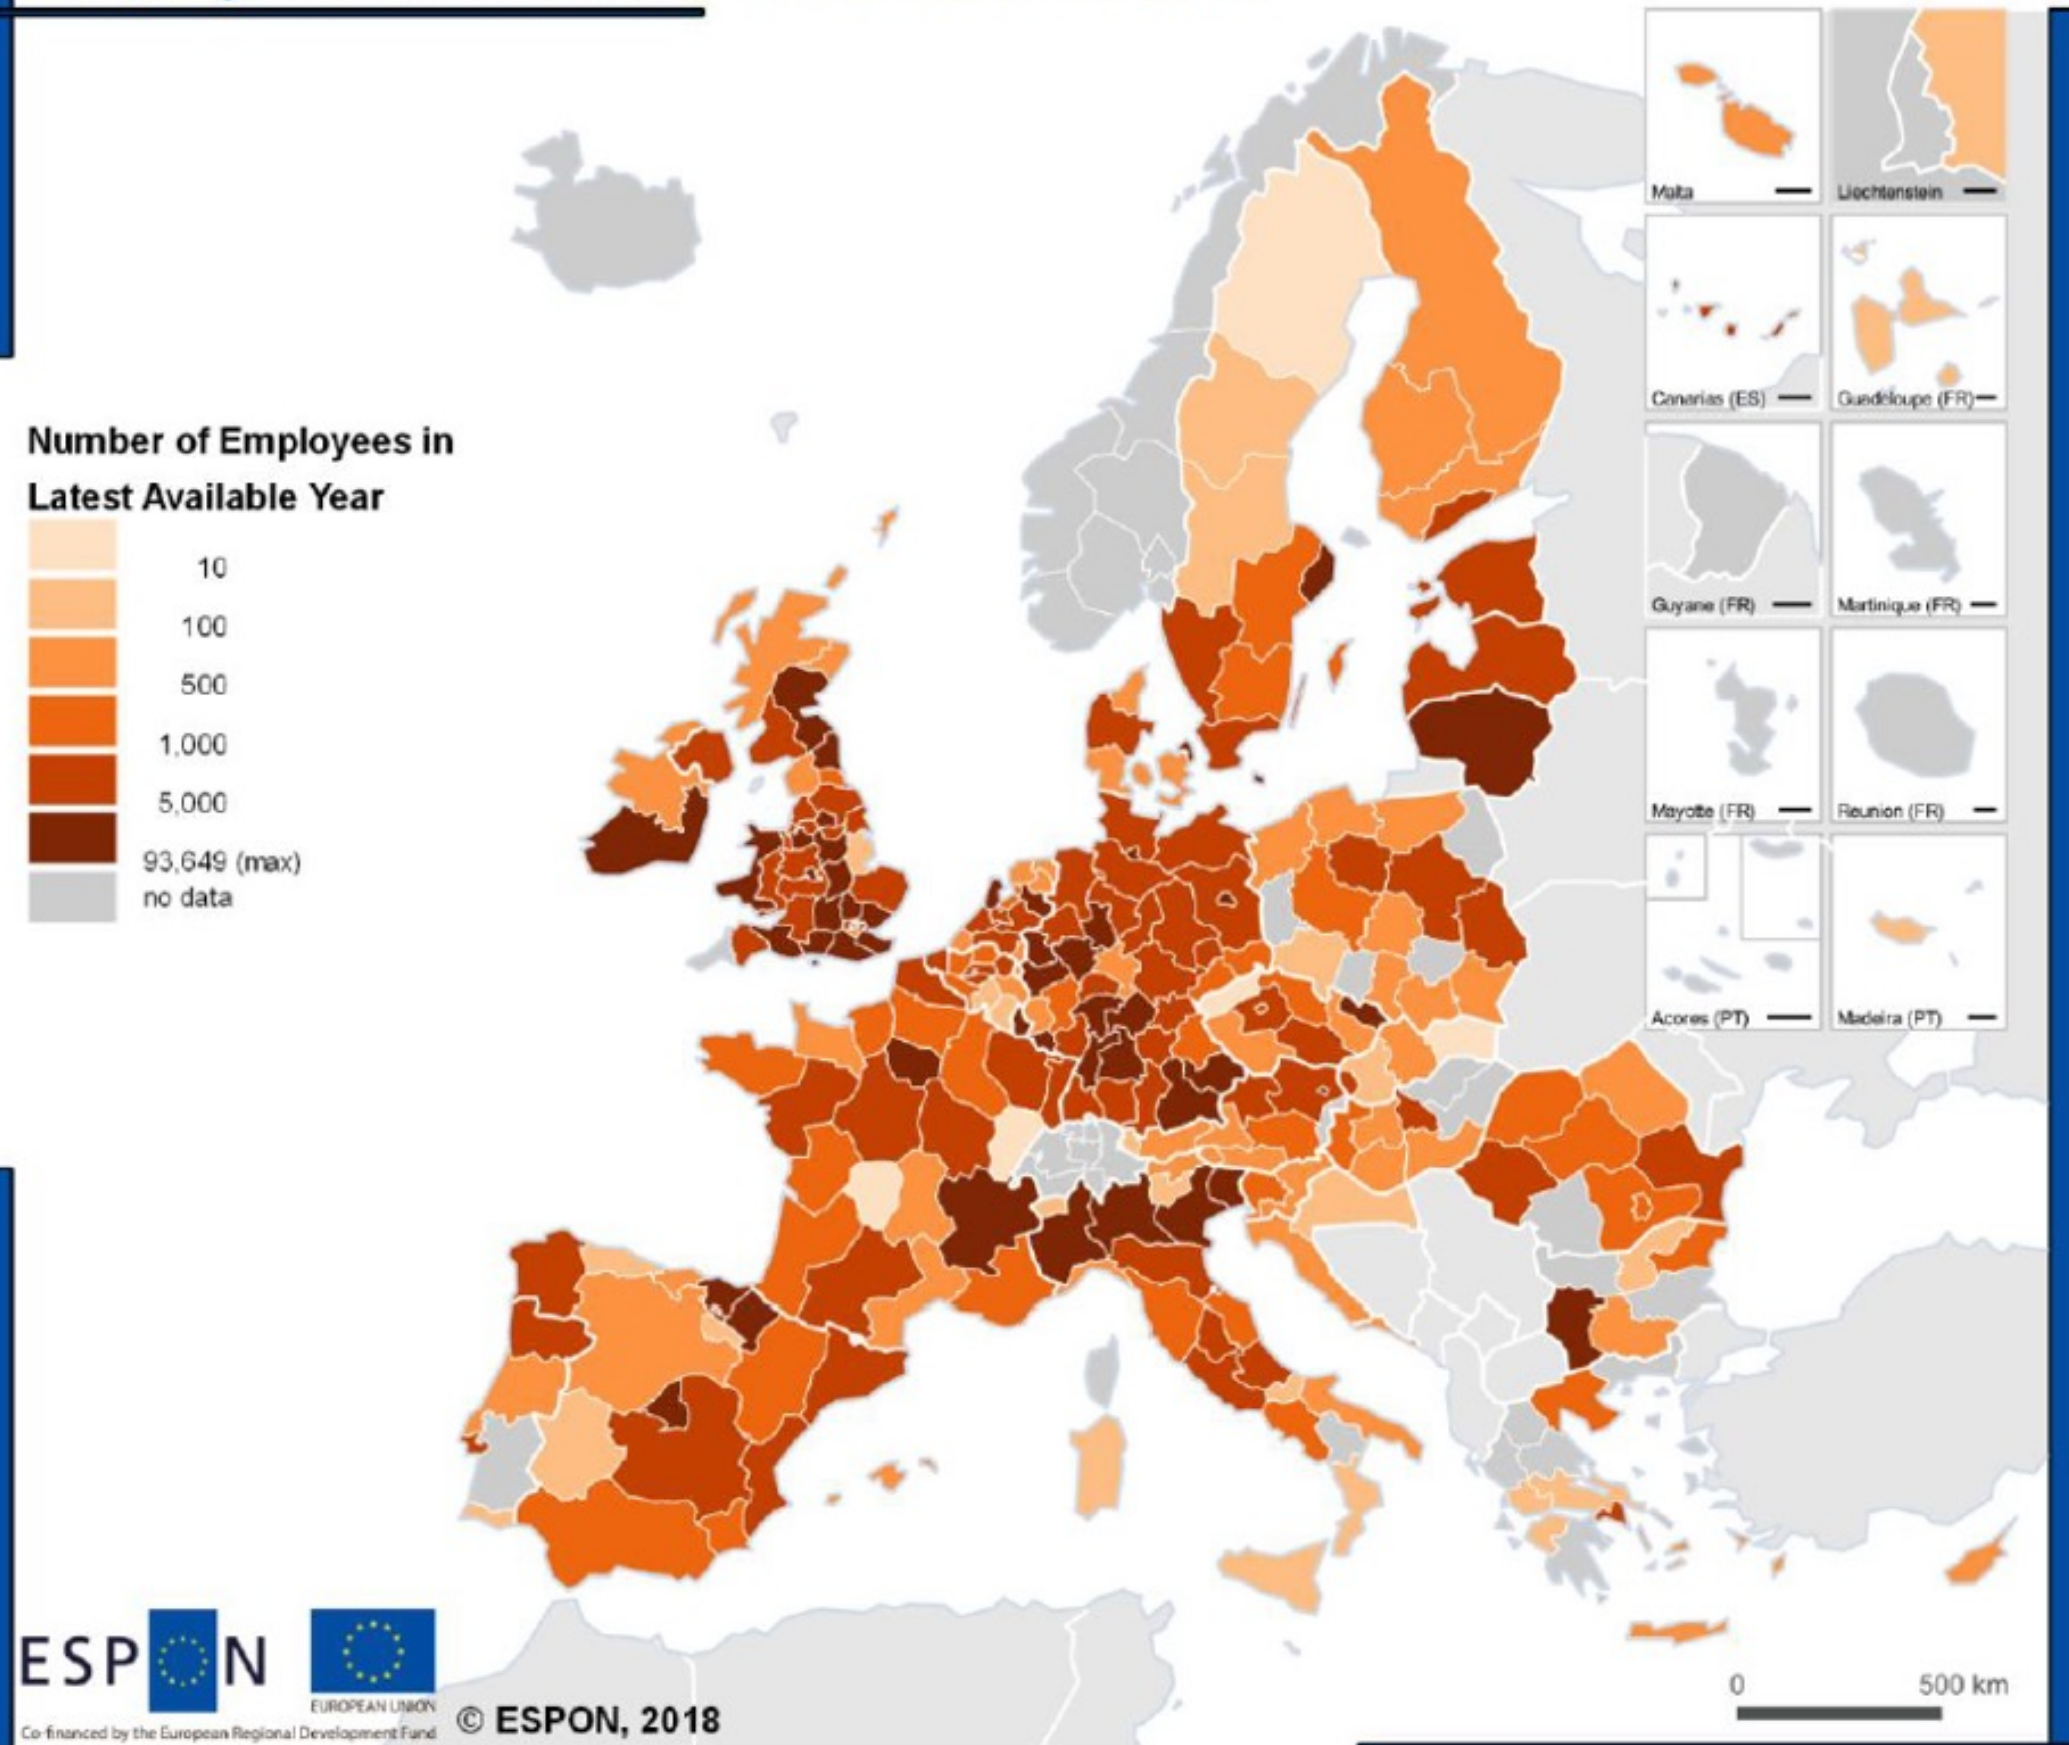 Number of Employees in
Latest Available Year
10
100
500
1,000
5,000
93,649 (max)
no data
Malta
Liechtenstein
Canarias (ES)
Guadeloupe (FR)
Guyane (FR)
Martinique (FR)
Mayotte (FR)
Reunion (FR)
Acores (PT)
Madeira (PT)
ESPON
EUROPEAN UNION
Co-financed by the European Regional Development Fund
© ESPON, 2018
0 500 km